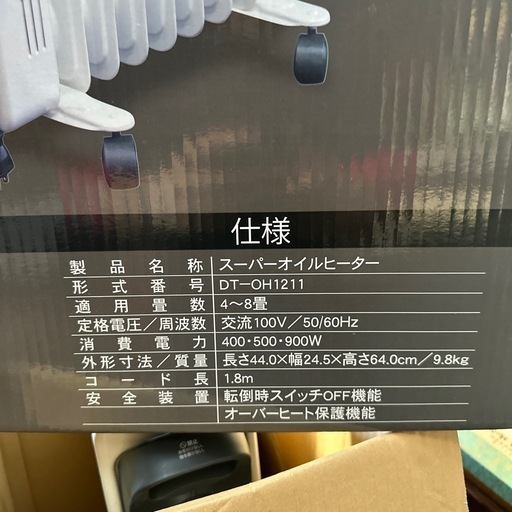 仕様
製品名称 スーパーオイルヒーター
形式番号 DT-OH1211
適用畳数 4〜8畳
定格電圧／周波数 交流100V／50/60Hz
消費電力 400・500・900W
外形寸法／質量 長さ44.0×幅24.5×高さ64.0cm／9.8kg
コード長 1.8m
安全装置 転倒時スイッチOFF機能
オーバーヒート保護機能